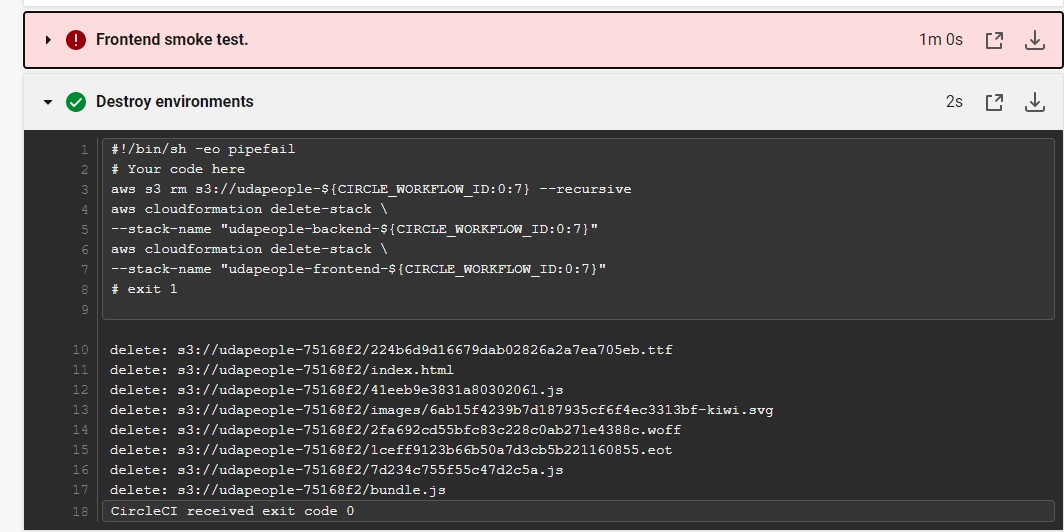 Frontend smoke test. 1m 0s
Destroy environments 2s
1 #!/bin/sh -eo pipefail
2 # Your code here
3 aws s3 rm s3://udapeople-${CIRCLE_WORKFLOW_ID:0:7} --recursive
4 aws cloudformation delete-stack \
5 --stack-name "udapeople-backend-${CIRCLE_WORKFLOW_ID:0:7}"
6 aws cloudformation delete-stack \
7 --stack-name "udapeople-frontend-${CIRCLE_WORKFLOW_ID:0:7}"
8 # exit 1
9
10 delete: s3://udapeople-75168f2/224b6d9d16679dab02826a2a7ea705eb.ttf
11 delete: s3://udapeople-75168f2/index.html
12 delete: s3://udapeople-75168f2/41eeb9e3831a80302061.js
13 delete: s3://udapeople-75168f2/images/6ab15f4239b7d187935cf6f4ec3313bf-kiwi.svg
14 delete: s3://udapeople-75168f2/2fa692cd55bfc83c228c0ab271e4388c.woff
15 delete: s3://udapeople-75168f2/1ceff9123b66b50a7d3cb5b221160855.eot
16 delete: s3://udapeople-75168f2/7d234c755f55c47d2c5a.js
17 delete: s3://udapeople-75168f2/bundle.js
18 CircleCI received exit code 0